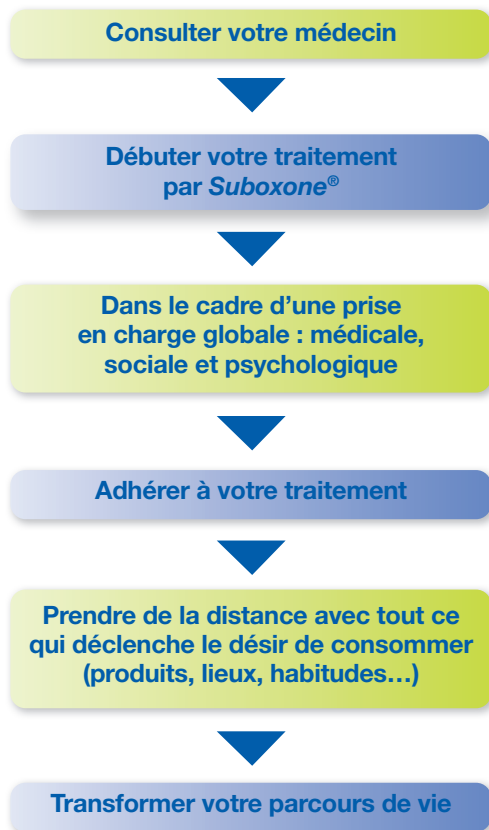 Consulter votre médecin
Débuter votre traitement
par Suboxone®
Dans le cadre d’une prise
en charge globale : médicale,
sociale et psychologique
Adhérer à votre traitement
Prendre de la distance avec tout ce
qui déclenche le désir de consommer
(produits, lieux, habitudes…)
Transformer votre parcours de vie